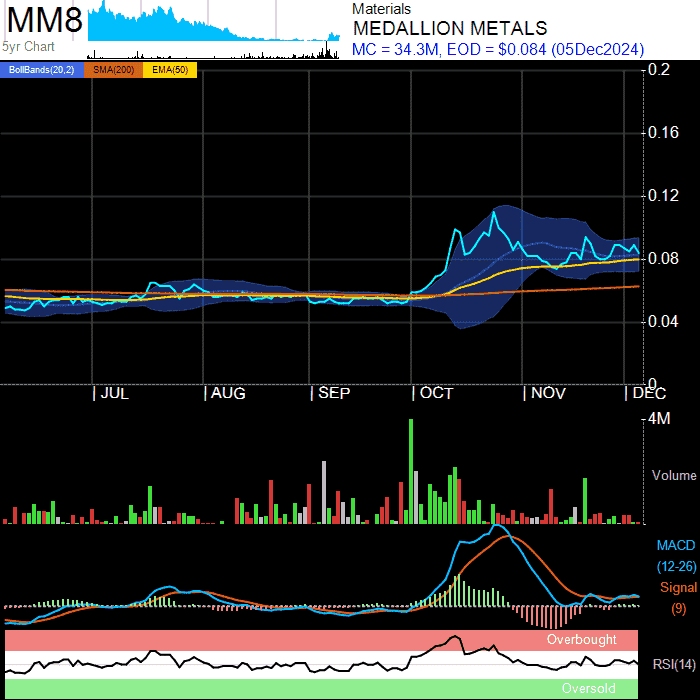 MM8
5yr Chart
Materials
MEDALLION METALS
MC = 34.3M, EOD = $0.084 (05Dec2024)
BollBands(20,2) SMA(200) EMA(50)
0.2
0.16
0.12
0.08
0.04
0
JUL AUG SEP OCT NOV DEC
4M
Volume
MACD
(12-26)
Signal
(9)
Overbought
RSI(14)
Oversold